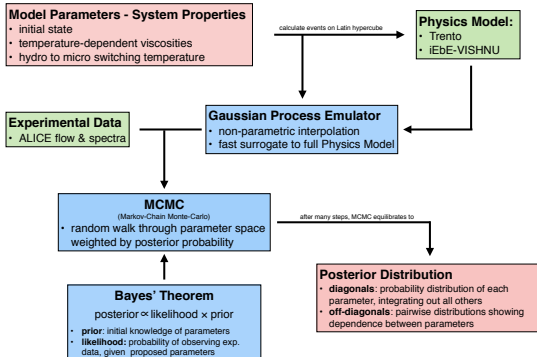 Model Parameters - System Properties
• initial state
• temperature-dependent viscosities
• hydro to micro switching temperature
calculate events on Latin hypercube
Physics Model:
• Trento
• iEbE-VISHNU
Experimental Data
• ALICE flow & spectra
Gaussian Process Emulator
• non-parametric interpolation
• fast surrogate to full Physics Model
MCMC
(Markov-Chain Monte-Carlo)
• random walk through parameter space
weighted by posterior probability
after many steps, MCMC equilibrates to
Posterior Distribution
• diagonals: probability distribution of each
parameter, integrating out all others
• off-diagonals: pairwise distributions showing
dependence between parameters
Bayes' Theorem
posterior ∝ likelihood × prior
• prior: initial knowledge of parameters
• likelihood: probability of observing exp.
data, given proposed parameters